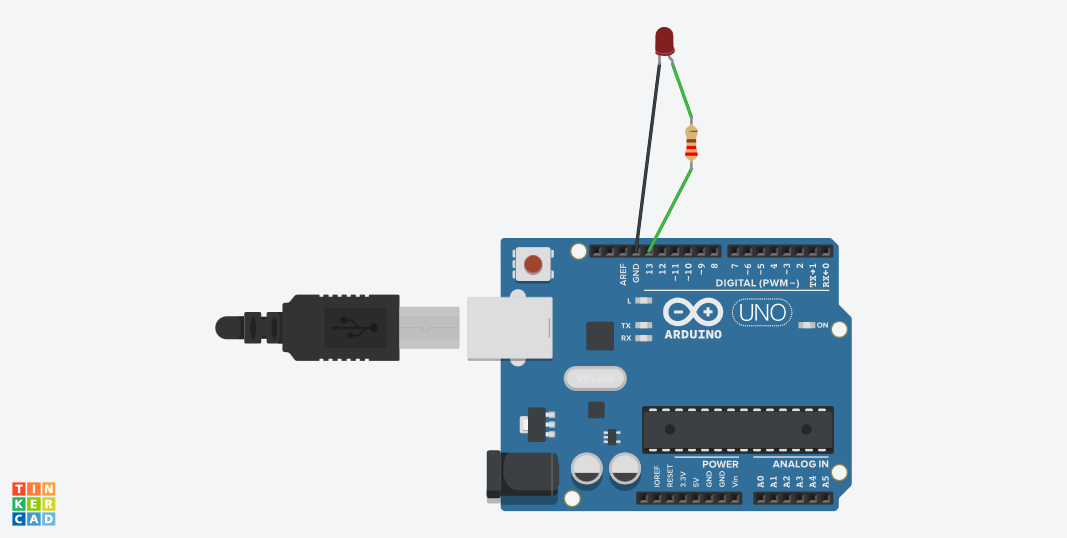 AREF
GND
13
12
~11
~10
~9
8
7
~6
~5
4
~3
2
TX→1
RX←0
DIGITAL (PWM~)
L
TX
RX
ARDUINO
UNO
ON
POWER
ANALOG IN
IOREF
RESET
3.3V
5V
GND
GND
Vin
A0
A1
A2
A3
A4
A5
TIN
KER
CAD